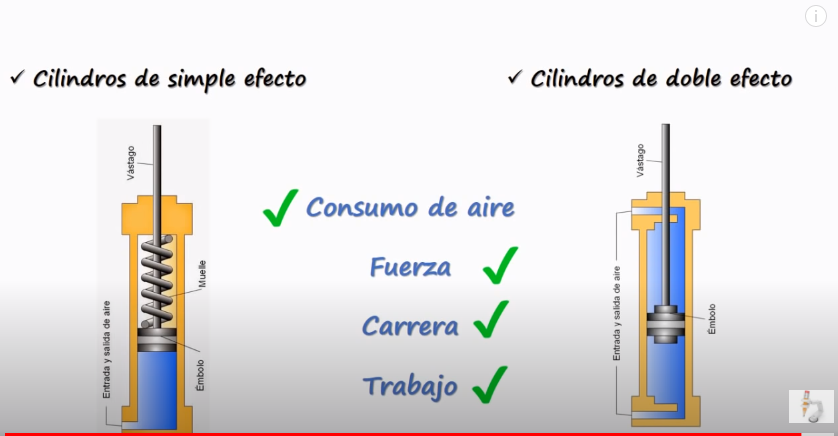 ✓ Cilindros de simple efecto
✓ Cilindros de doble efecto
Vástago
Muelle
Entrada y salida de aire
Émbolo
Consumo de aire
Fuerza
Carrera
Trabajo
Vástago
Entrada y salida de aire
Émbolo